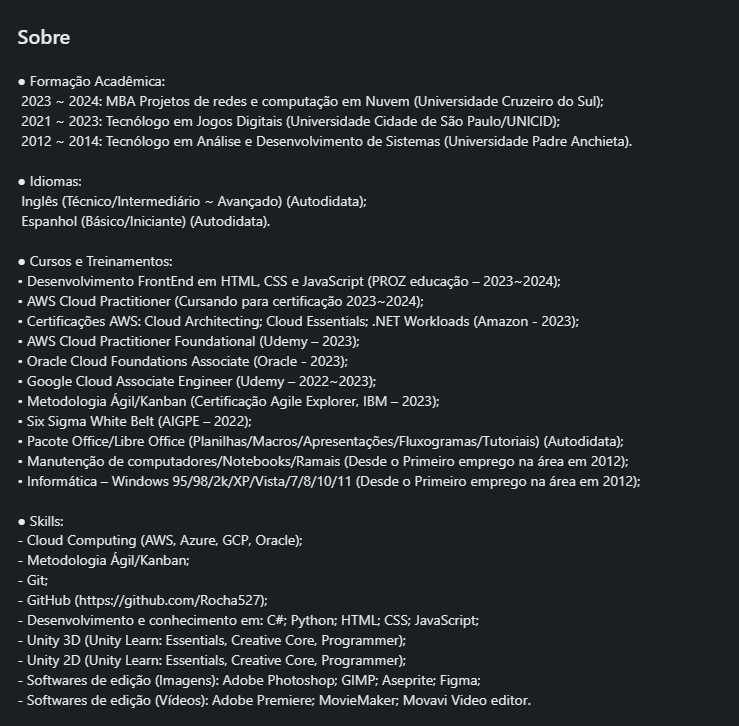 Sobre
● Formação Acadêmica:
2023 ~ 2024: MBA Projetos de redes e computação em Nuvem (Universidade Cruzeiro do Sul);
2021 ~ 2023: Tecnólogo em Jogos Digitais (Universidade Cidade de São Paulo/UNICID);
2012 ~ 2014: Tecnólogo em Análise e Desenvolvimento de Sistemas (Universidade Padre Anchieta).
● Idiomas:
Inglês (Técnico/Intermediário ~ Avançado) (Autodidata);
Espanhol (Básico/Iniciante) (Autodidata).
● Cursos e Treinamentos:
• Desenvolvimento FrontEnd em HTML, CSS e JavaScript (PROZ educação – 2023~2024);
• AWS Cloud Practitioner (Cursando para certificação 2023~2024);
• Certificações AWS: Cloud Architecting; Cloud Essentials; .NET Workloads (Amazon - 2023);
• AWS Cloud Practitioner Foundational (Udemy – 2023);
• Oracle Cloud Foundations Associate (Oracle - 2023);
• Google Cloud Associate Engineer (Udemy – 2022~2023);
• Metodologia Ágil/Kanban (Certificação Agile Explorer, IBM – 2023);
• Six Sigma White Belt (AIGPE – 2022);
• Pacote Office/Libre Office (Planilhas/Macros/Apresentações/Fluxogramas/Tutoriais) (Autodidata);
• Manutenção de computadores/Notebooks/Ramais (Desde o Primeiro emprego na área em 2012);
• Informática – Windows 95/98/2k/XP/Vista/7/8/10/11 (Desde o Primeiro emprego na área em 2012);
● Skills:
- Cloud Computing (AWS, Azure, GCP, Oracle);
- Metodologia Ágil/Kanban;
- Git;
- GitHub (https://github.com/Rocha527);
- Desenvolvimento e conhecimento em: C#; Python; HTML; CSS; JavaScript;
- Unity 3D (Unity Learn: Essentials, Creative Core, Programmer);
- Unity 2D (Unity Learn: Essentials, Creative Core, Programmer);
- Softwares de edição (Imagens): Adobe Photoshop; GIMP; Aseprite; Figma;
- Softwares de edição (Vídeos): Adobe Premiere; MovieMaker; Movavi Video editor.